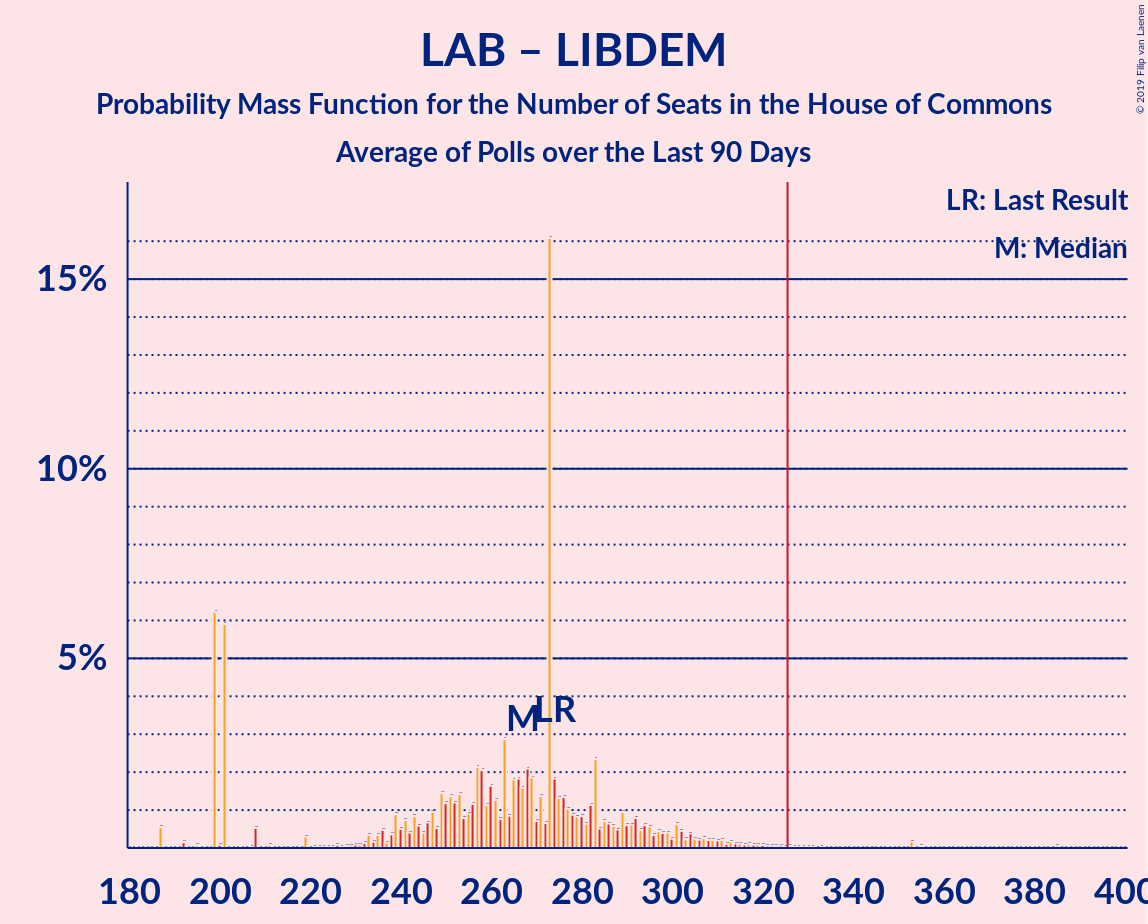 LAB – LIBDEM
Probability Mass Function for the Number of Seats in the House of Commons
Average of Polls over the Last 90 Days
© 2019 Filip van Laenen
LR: Last Result
M: Median
15%
10%
5%
M LR
180 200 220 240 260 280 300 320 340 360 380 400